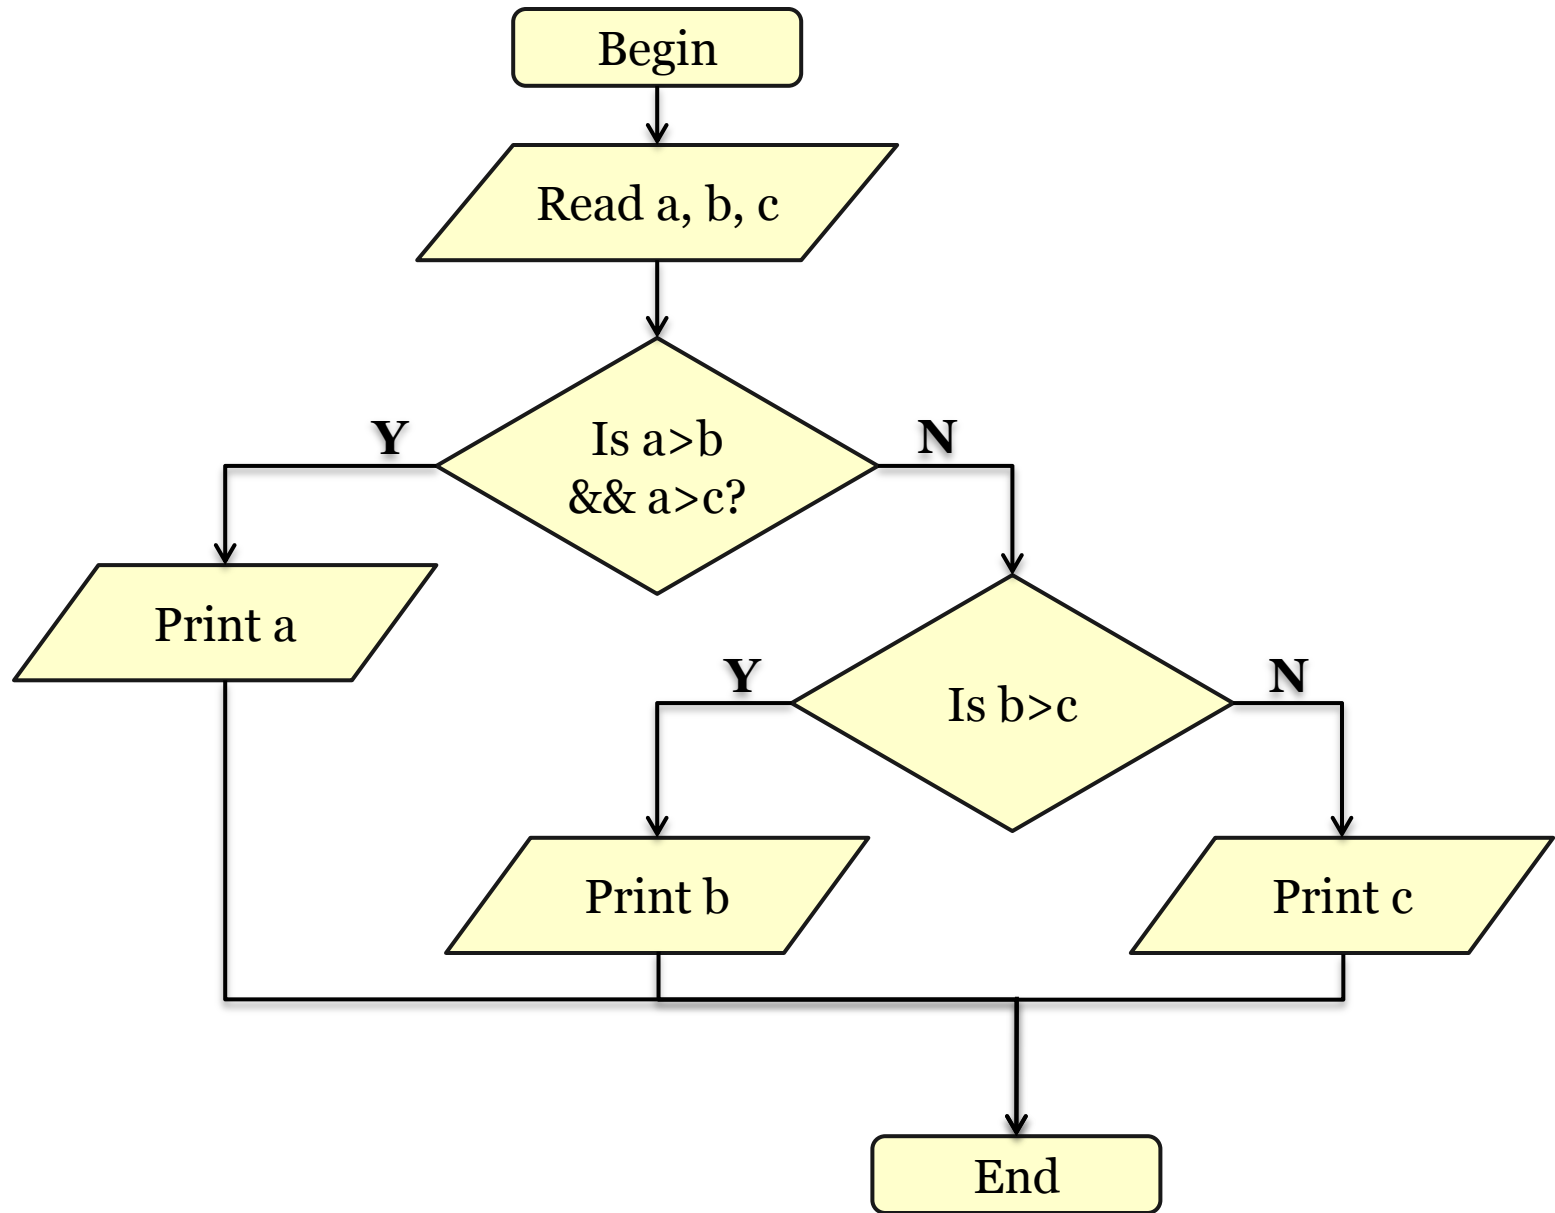 Begin
Read a, b, c
Y
Is a>b
&& a>c?
N
Print a
Y
Is b>c
N
Print b
Print c
End